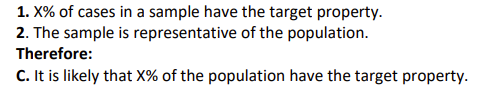 1. X% of cases in a sample have the target property.
2. The sample is representative of the population.
Therefore:
C. It is likely that X% of the population have the target property.